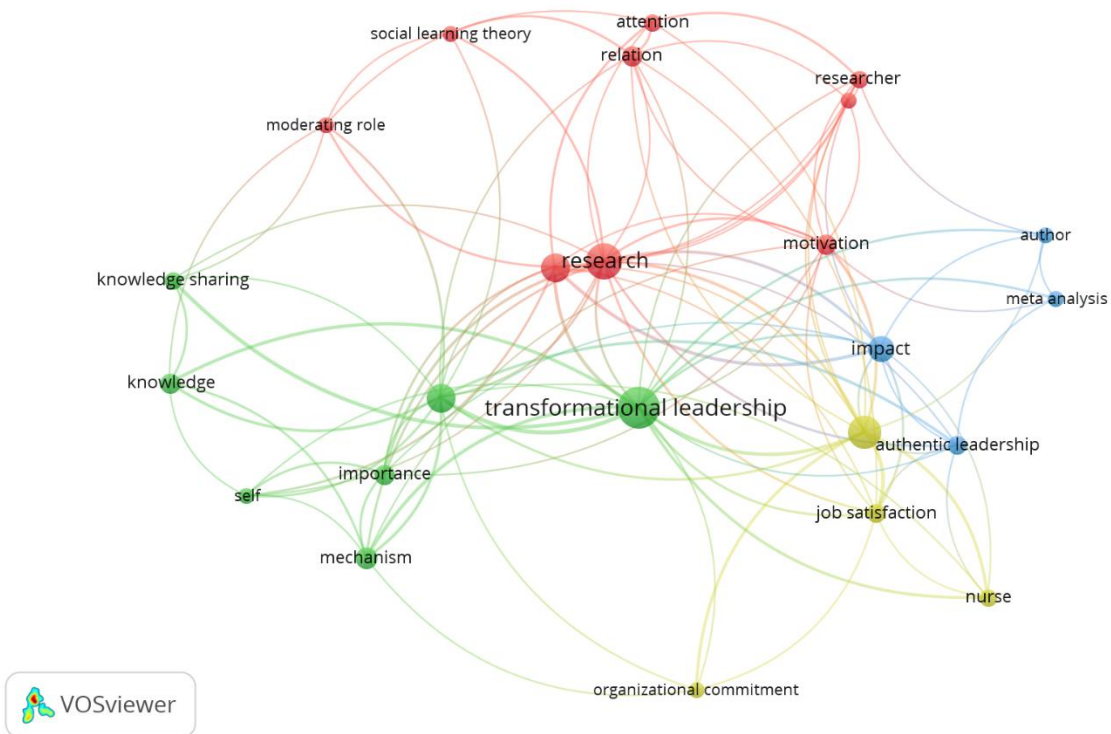 attention
social learning theory
relation
researcher
moderating role
author
motivation
research
knowledge sharing
meta analysis
impact
knowledge
transformational leadership
authentic leadership
importance
self
job satisfaction
mechanism
nurse
organizational commitment
VOSviewer